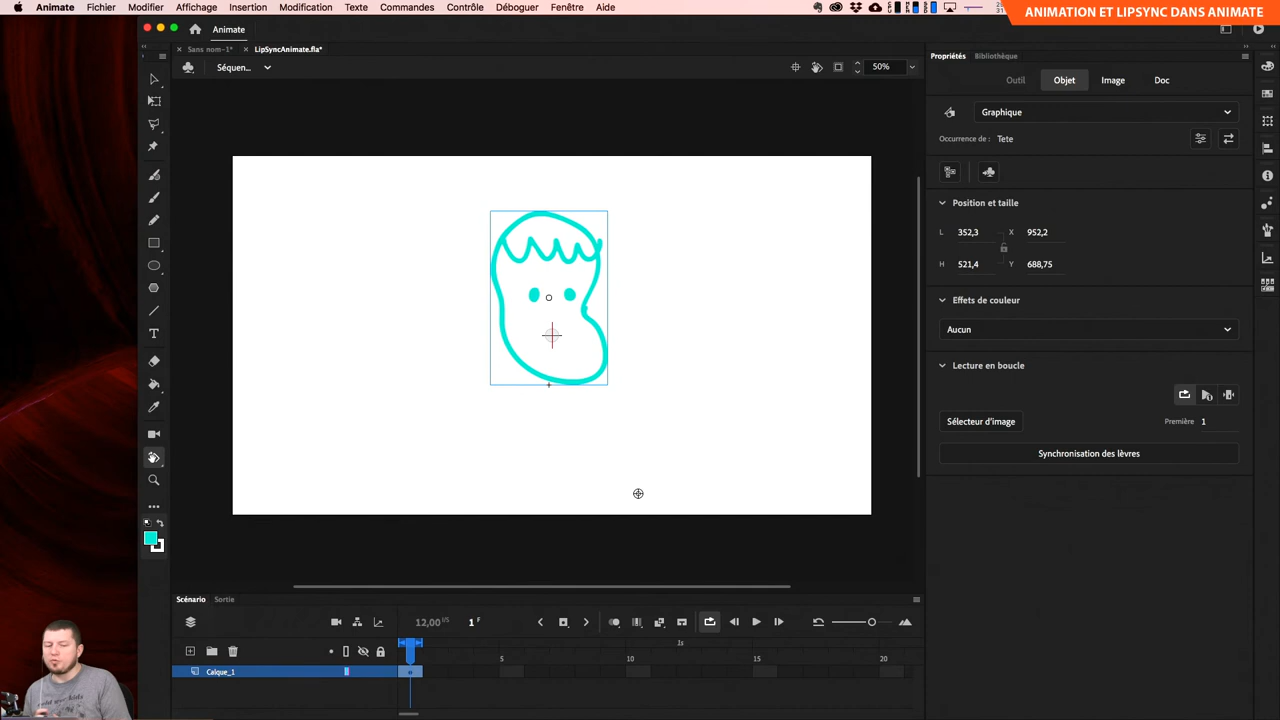 Animate Fichier Modifier Affichage Insertion Modification Texte Commandes Contrôle Déboguer Fenêtre Aide
ANIMATION ET LIPSYNC DANS ANIMATE
Animate
Sans nom-1* LipSyncAnimate.fla*
Séquen... 50%
Propriétés Bibliothèque
Outil Objet Image Doc
Graphique
Occurrence de : Tete
Position et taille
L 352,3 X 952,2
H 521,4 Y 688,75
Effets de couleur
Aucun
Lecture en boucle
Sélecteur d'image Première 1
Synchronisation des lèvres
Scénario Sortie
12,00 I/S 1 F
1s
5 10 15 20
Calque_1